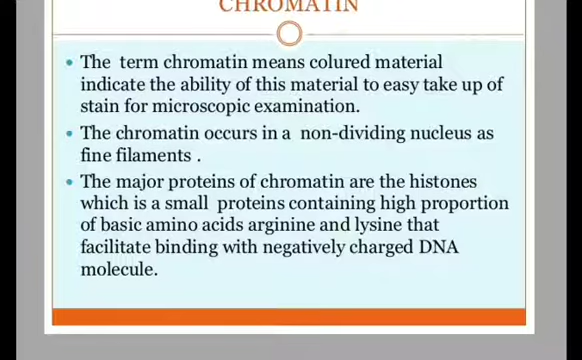 CHROMATIN
• The term chromatin means colured material
indicate the ability of this material to easy take up of
stain for microscopic examination.
• The chromatin occurs in a non-dividing nucleus as
fine filaments .
• The major proteins of chromatin are the histones
which is a small proteins containing high proportion
of basic amino acids arginine and lysine that
facilitate binding with negatively charged DNA
molecule.